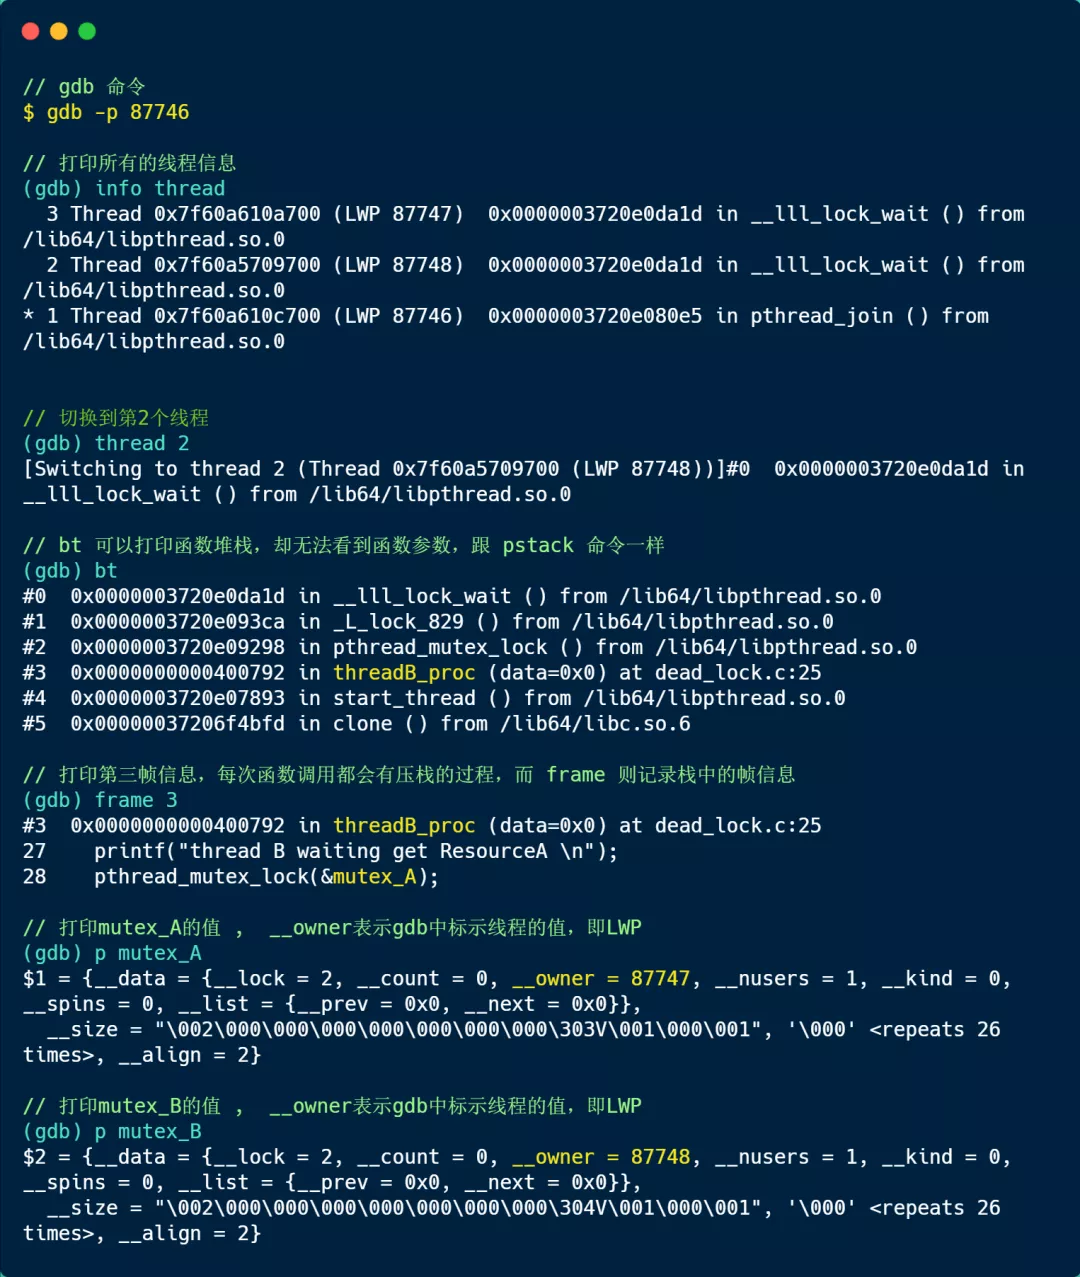 // gdb 命令
$ gdb -p 87746
// 打印所有的线程信息
(gdb) info thread
  3 Thread 0x7f60a610a700 (LWP 87747)  0x0000003720e0da1d in __lll_lock_wait () from
/lib64/libpthread.so.0
  2 Thread 0x7f60a5709700 (LWP 87748)  0x0000003720e0da1d in __lll_lock_wait () from
/lib64/libpthread.so.0
* 1 Thread 0x7f60a610c700 (LWP 87746)  0x0000003720e080e5 in pthread_join () from
/lib64/libpthread.so.0
// 切换到第2个线程
(gdb) thread 2
[Switching to thread 2 (Thread 0x7f60a5709700 (LWP 87748))]#0  0x0000003720e0da1d in
__lll_lock_wait () from /lib64/libpthread.so.0
// bt 可以打印函数堆栈，却无法看到函数参数，跟 pstack 命令一样
(gdb) bt
#0  0x0000003720e0da1d in __lll_lock_wait () from /lib64/libpthread.so.0
#1  0x0000003720e093ca in _L_lock_829 () from /lib64/libpthread.so.0
#2  0x0000003720e09298 in pthread_mutex_lock () from /lib64/libpthread.so.0
#3  0x0000000000400792 in threadB_proc (data=0x0) at dead_lock.c:25
#4  0x0000003720e07893 in start_thread () from /lib64/libpthread.so.0
#5  0x00000037206f4bfd in clone () from /lib64/libc.so.6
// 打印第三帧信息，每次函数调用都会有压栈的过程，而 frame 则记录栈中的帧信息
(gdb) frame 3
#3  0x0000000000400792 in threadB_proc (data=0x0) at dead_lock.c:25
27    printf("thread B waiting get ResourceA \n");
28    pthread_mutex_lock(&mutex_A);
// 打印mutex_A的值 ，  __owner表示gdb中标示线程的值，即LWP
(gdb) p mutex_A
$1 = {__data = {__lock = 2, __count = 0, __owner = 87747, __nusers = 1, __kind = 0,
__spins = 0, __list = {__prev = 0x0, __next = 0x0}},
  __size = "\002\000\000\000\000\000\000\000\303V\001\000\001", '\000' <repeats 26
times>, __align = 2}
// 打印mutex_B的值 ，  __owner表示gdb中标示线程的值，即LWP
(gdb) p mutex_B
$2 = {__data = {__lock = 2, __count = 0, __owner = 87748, __nusers = 1, __kind = 0,
__spins = 0, __list = {__prev = 0x0, __next = 0x0}},
  __size = "\002\000\000\000\000\000\000\000\304V\001\000\001", '\000' <repeats 26
times>, __align = 2}